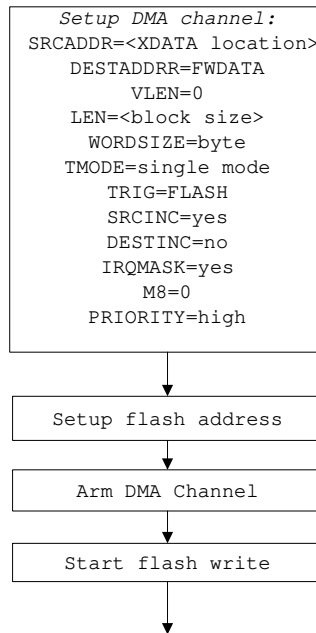 Setup DMA channel:
SRCADDR=<XDATA location>
DESTADDRR=FWDATA
VLEN=0
LEN=<block size>
WORDSIZE=byte
TMODE=single mode
TRIG=FLASH
SRCINC=yes
DESTINC=no
IRQMASK=yes
M8=0
PRIORITY=high
Setup flash address
Arm DMA Channel
Start flash write